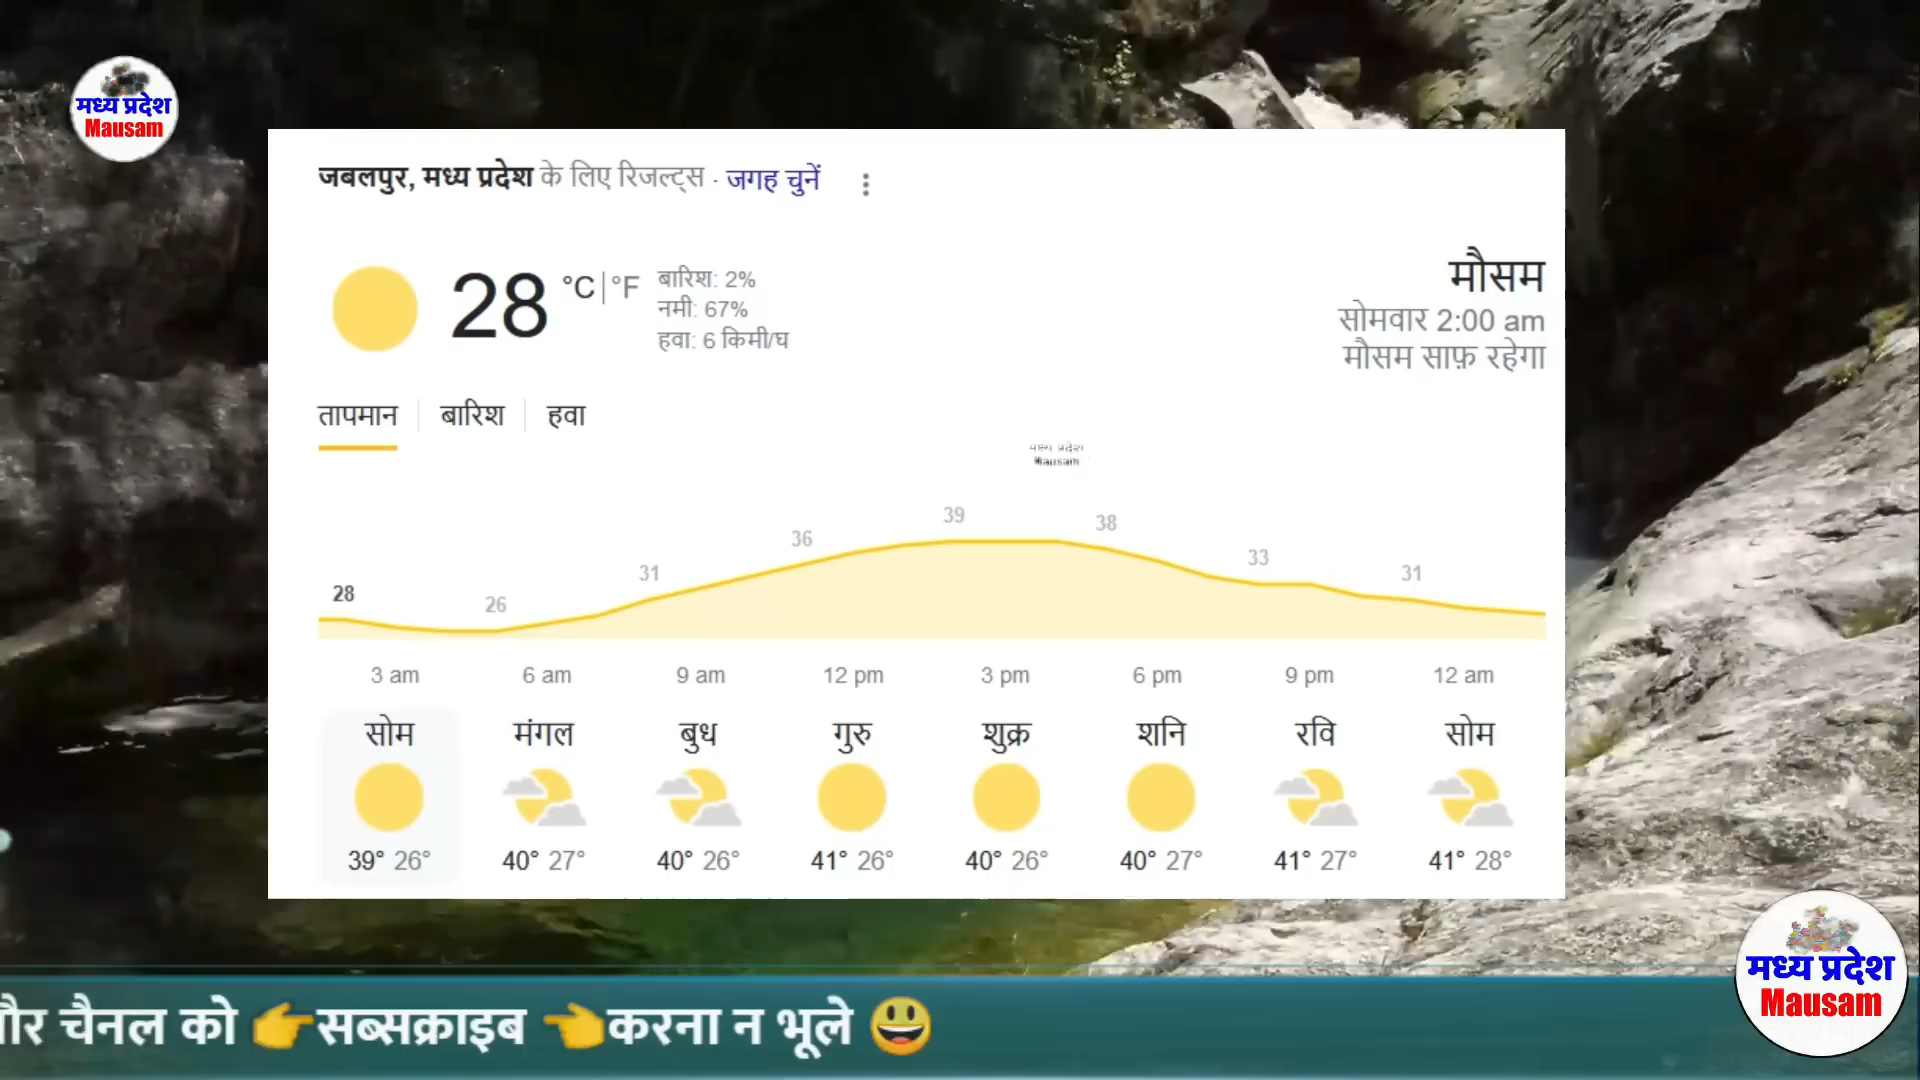 मध्य प्रदेश
Mausam
जबलपुर, मध्य प्रदेश के लिए रिजल्ट्स · जगह चुनें
28 °C | °F
बारिश: 2%
नमी: 67%
हवा: 6 किमी/घ
मौसम
सोमवार 2:00 am
मौसम साफ़ रहेगा
तापमान | बारिश | हवा
मध्य प्रदेश
Mausam
28 26 31 36 39 38 33 31
3 am 6 am 9 am 12 pm 3 pm 6 pm 9 pm 12 am
सोम मंगल बुध गुरु शुक्र शनि रवि सोम
39° 26° 40° 27° 40° 26° 41° 26° 40° 26° 40° 27° 41° 27° 41° 28°
चैनल को 👉सब्सक्राइब 👈करना न भूले 😃
मध्य प्रदेश
Mausam